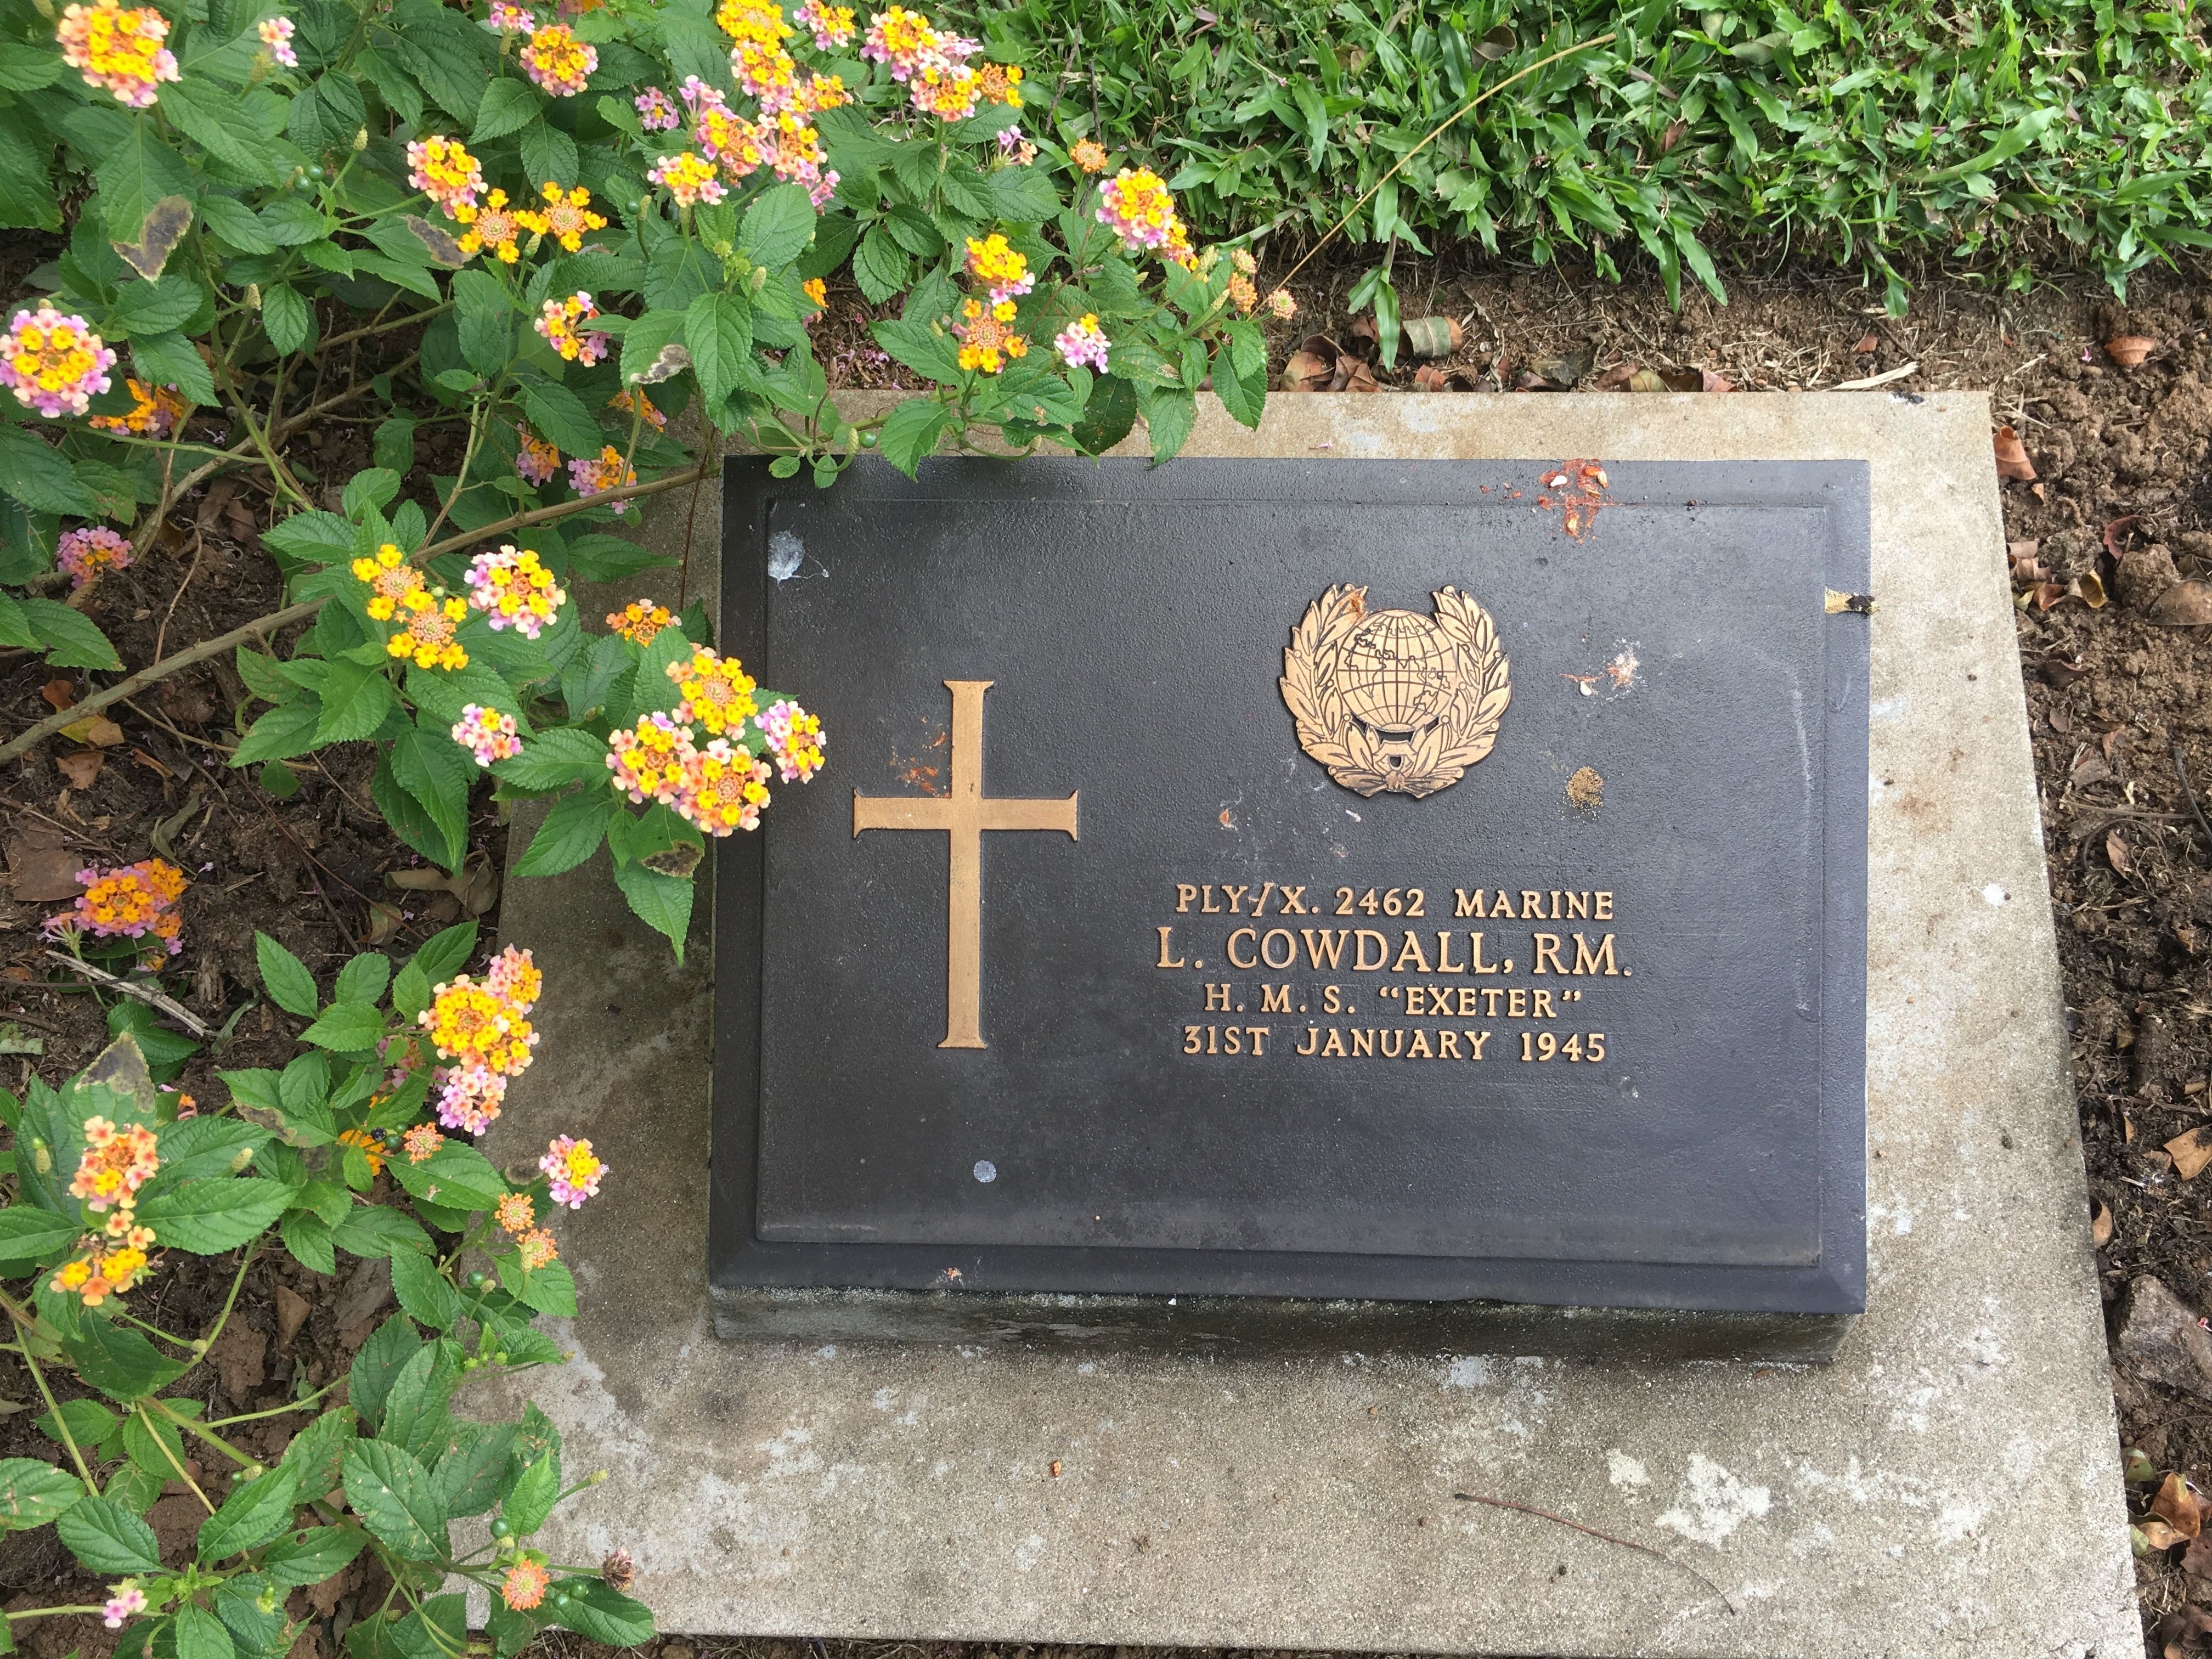 PLY/X. 2462 MARINE
L. COWDALL, RM.
H. M. S. “EXETER”
31ST JANUARY 1945